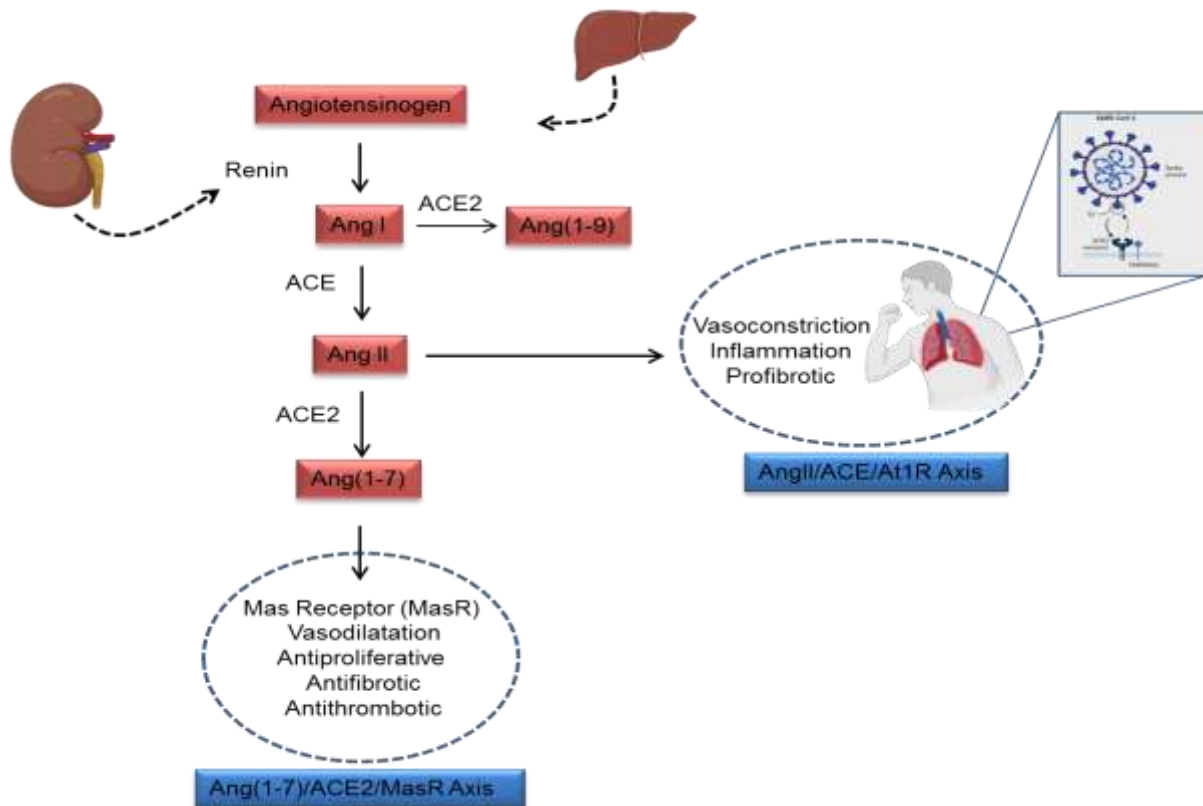 Angiotensinogen
Renin
Ang I
ACE2
Ang(1-9)
ACE
Ang II
Vasoconstriction
Inflammation
Profibrotic
ACE2
AngII/ACE/At1R Axis
Ang(1-7)
Mas Receptor (MasR)
Vasodilatation
Antiproliferative
Antifibrotic
Antithrombotic
Ang(1-7)/ACE2/MasR Axis